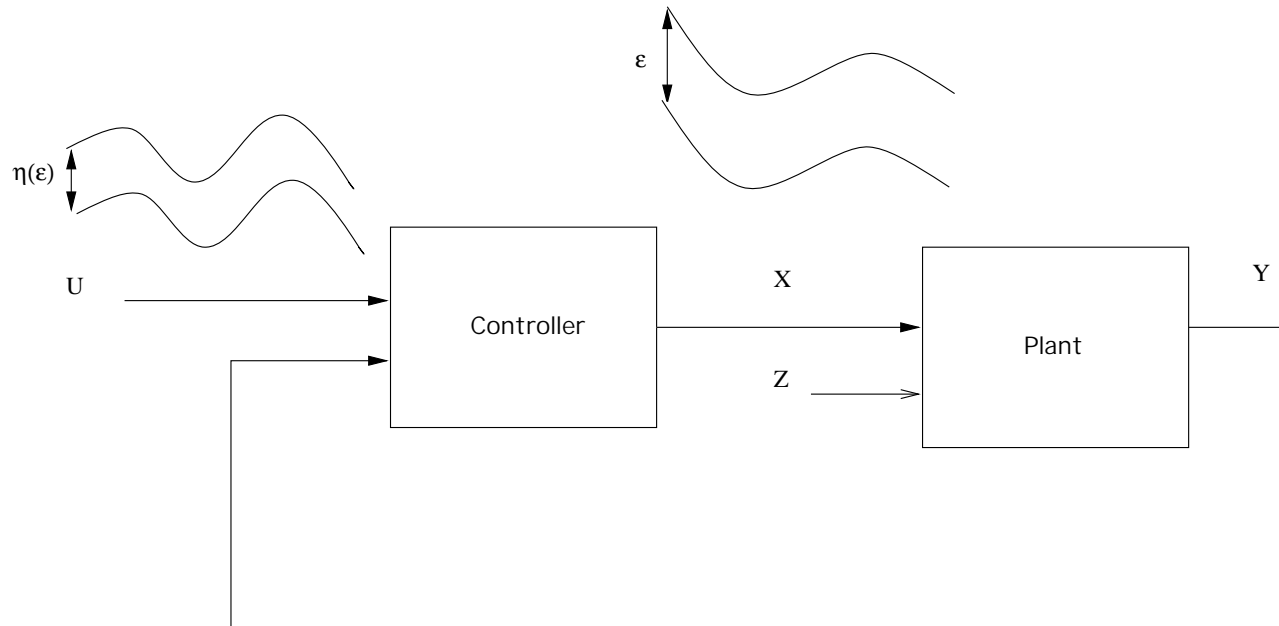 ε
η(ε)
U
X
Y
Controller
Plant
Z